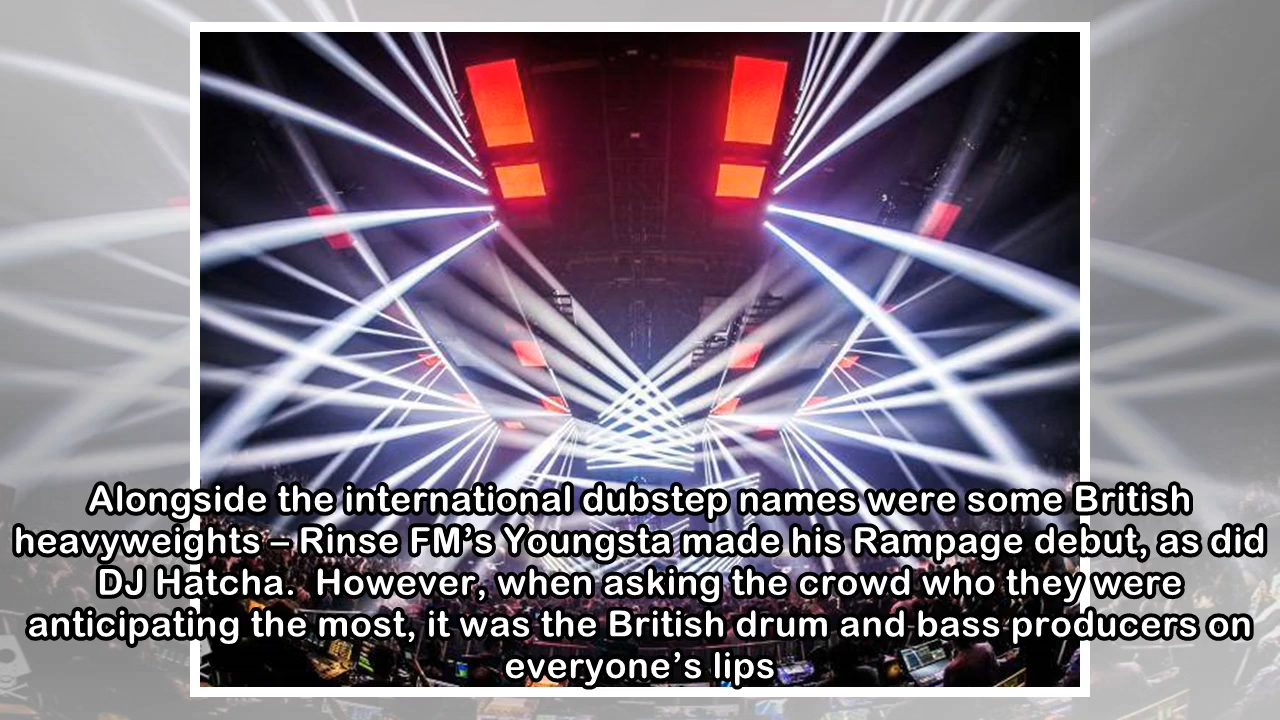 Alongside the international dubstep names were some British
heavyweights – Rinse FM’s Youngsta made his Rampage debut, as did
DJ Hatcha.  However, when asking the crowd who they were
anticipating the most, it was the British drum and bass producers on
everyone’s lips